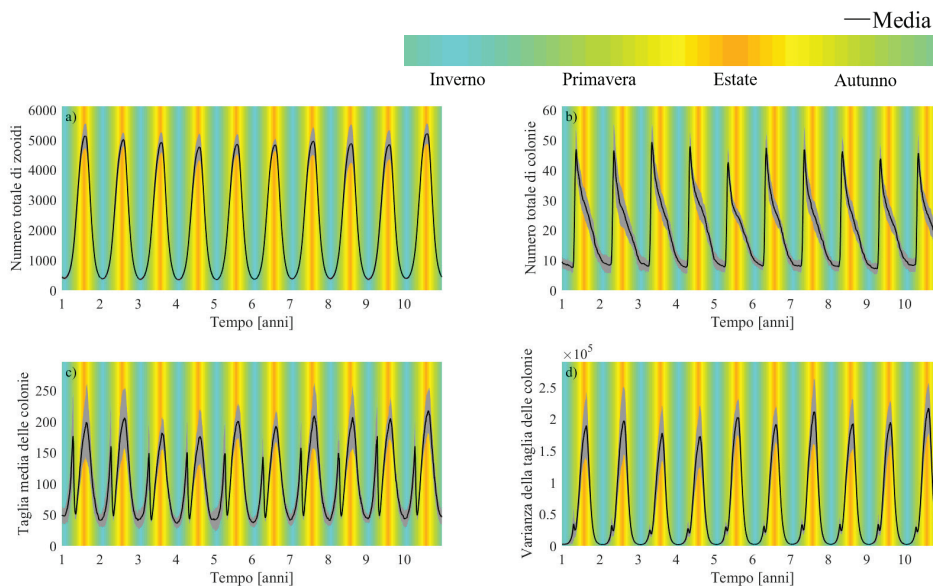 Media
Inverno Primavera Estate Autunno
a)
Numero totale di zooidi
6000
5000
4000
3000
2000
1000
0
1 2 3 4 5 6 7 8 9 10
Tempo [anni]
b)
Numero totale di colonie
60
50
40
30
20
10
0
1 2 3 4 5 6 7 8 9 10
Tempo [anni]
c)
Taglia media delle colonie
250
200
150
100
50
0
1 2 3 4 5 6 7 8 9 10
Tempo [anni]
×10⁵
d)
Varianza della taglia delle colonie
2.5
2
1.5
1
0.5
0
1 2 3 4 5 6 7 8 9 10
Tempo [anni]